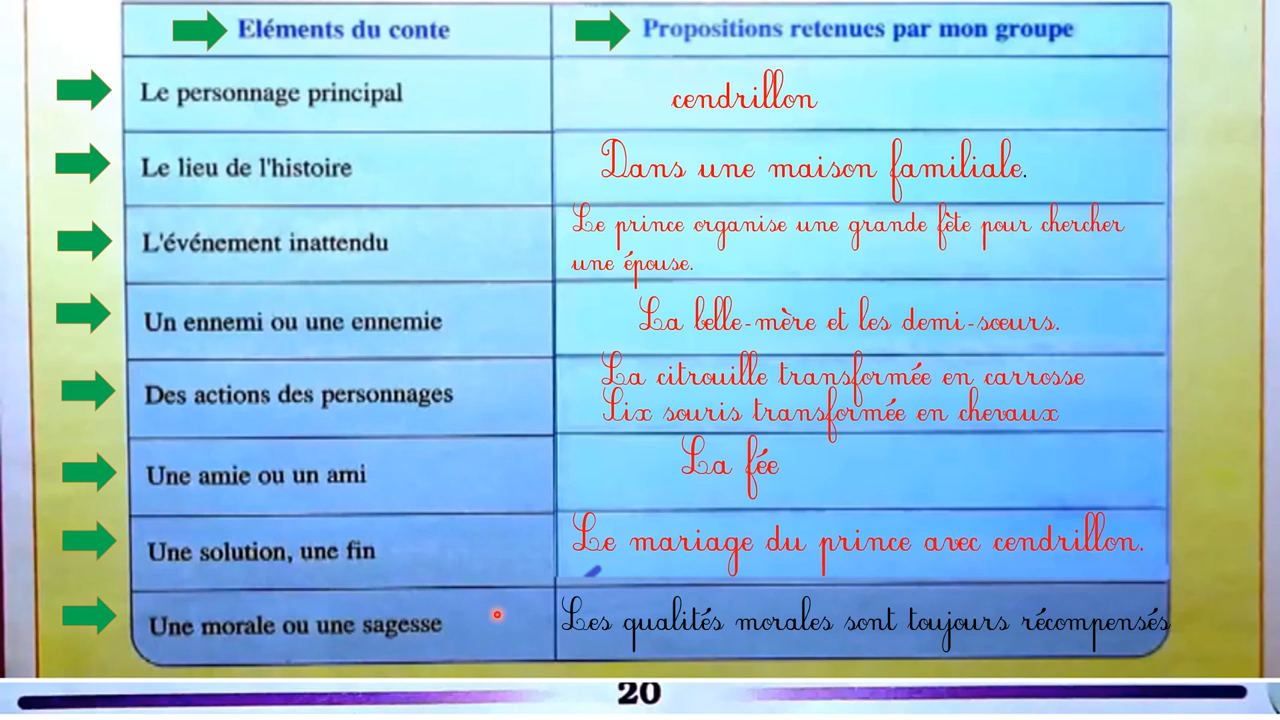 Eléments du conte
Propositions retenues par mon groupe
Le personnage principal
cendrillon
Le lieu de l'histoire
Dans une maison familiale.
L'événement inattendu
Le prince organise une grande fête pour chercher
une épouse.
Un ennemi ou une ennemie
La belle-mère et les demi-sœurs.
Des actions des personnages
La citrouille transformée en carrosse
Six souris transformée en chevaux
Une amie ou un ami
La fée
Une solution, une fin
Le mariage du prince avec cendrillon.
Une morale ou une sagesse
Les qualités morales sont toujours récompensés
20